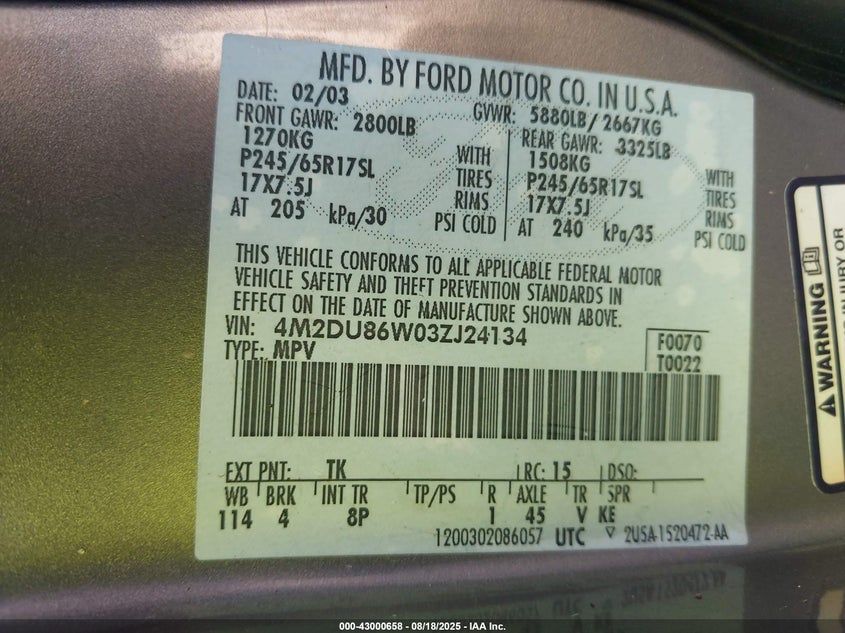 MFD. BY FORD MOTOR CO. IN U.S.A.
DATE: 02/03 GVWR: 5880LB/ 2667KG
FRONT GAWR: 2800LB REAR GAWR: 3325LB
1270KG WITH 1508KG WITH
P245/65R17SL TIRES P245/65R17SL TIRES
17X7.5J RIMS 17X7.5J RIMS
AT 205 kPa/30 PSI COLD AT 240 kPa/35 PSI COLD
THIS VEHICLE CONFORMS TO ALL APPLICABLE FEDERAL MOTOR
VEHICLE SAFETY AND THEFT PREVENTION STANDARDS IN
EFFECT ON THE DATE OF MANUFACTURE SHOWN ABOVE.
VIN: 4M2DU86W03ZJ24134
TYPE: MPV
F0070
T0022
EXT PNT: TK RC: 15 DSO:
WB BRK INT TR TP/PS R AXLE TR SPR
114 4 8P 1 45 V KE
1200302086057 UTC 2U5A-1520472-AA
WARNING
INJURY OR
000-43000658 - 08/18/2025 - IAA Inc.